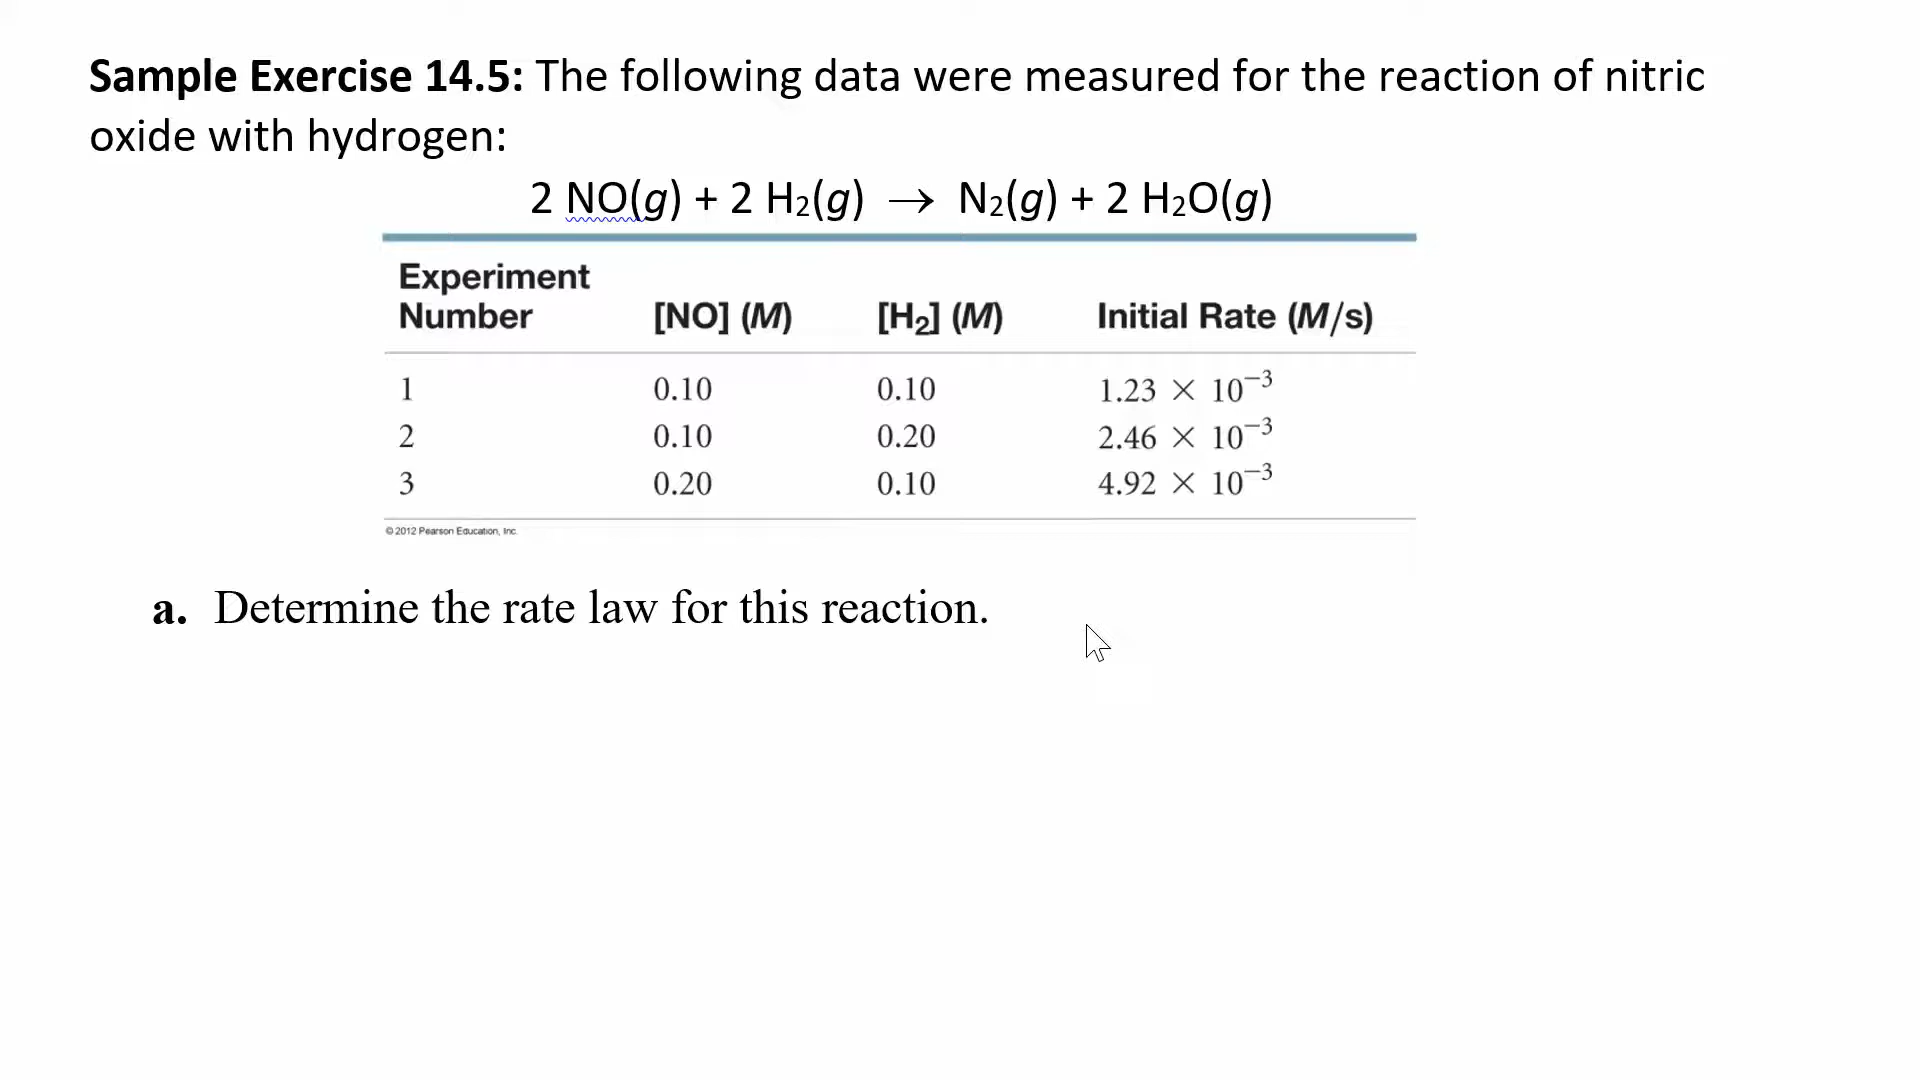 Sample Exercise 14.5: The following data were measured for the reaction of nitric
oxide with hydrogen:
2 NO(g) + 2 H₂(g) → N₂(g) + 2 H₂O(g)
Experiment
Number [NO] (M) [H₂] (M) Initial Rate (M/s)
1 0.10 0.10 1.23 × 10⁻³
2 0.10 0.20 2.46 × 10⁻³
3 0.20 0.10 4.92 × 10⁻³
© 2012 Pearson Education, Inc.
a. Determine the rate law for this reaction.